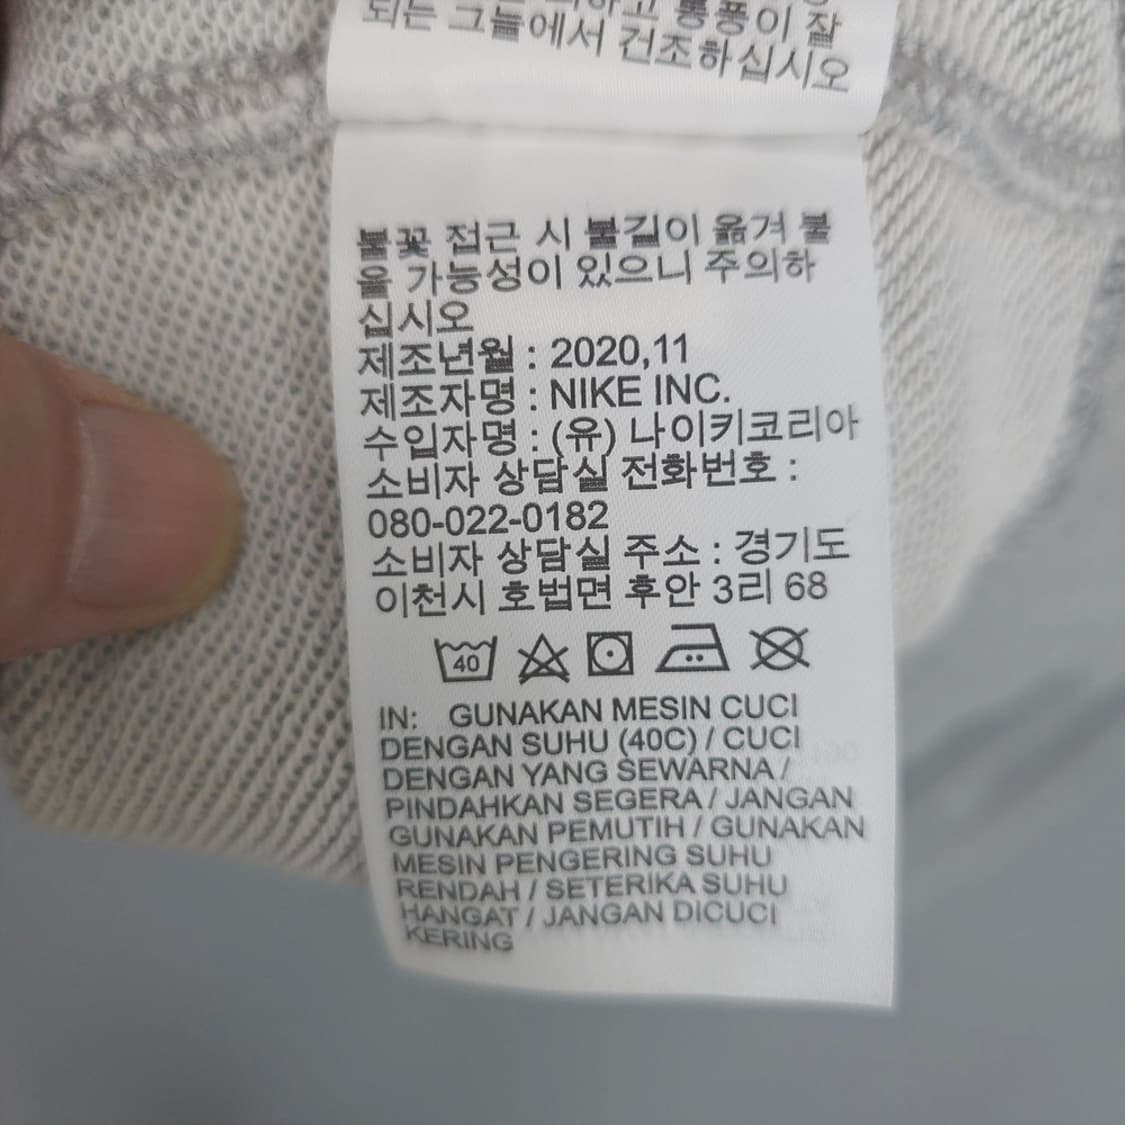 하고 통풍이 잘
되는 그늘에서 건조하십시오
불꽃 접근 시 불길이 옮겨 붙
을 가능성이 있으니 주의하
십시오
제조년월 : 2020,11
제조자명 : NIKE INC.
수입자명 : (유) 나이키코리아
소비자 상담실 전화번호 :
080-022-0182
소비자 상담실 주소 : 경기도
이천시 호법면 후안 3리 68
40
IN: GUNAKAN MESIN CUCI
DENGAN SUHU (40C) / CUCI
DENGAN YANG SEWARNA /
PINDAHKAN SEGERA / JANGAN
GUNAKAN PEMUTIH / GUNAKAN
MESIN PENGERING SUHU
RENDAH / SETERIKA SUHU
HANGAT / JANGAN DICUCI
KERING